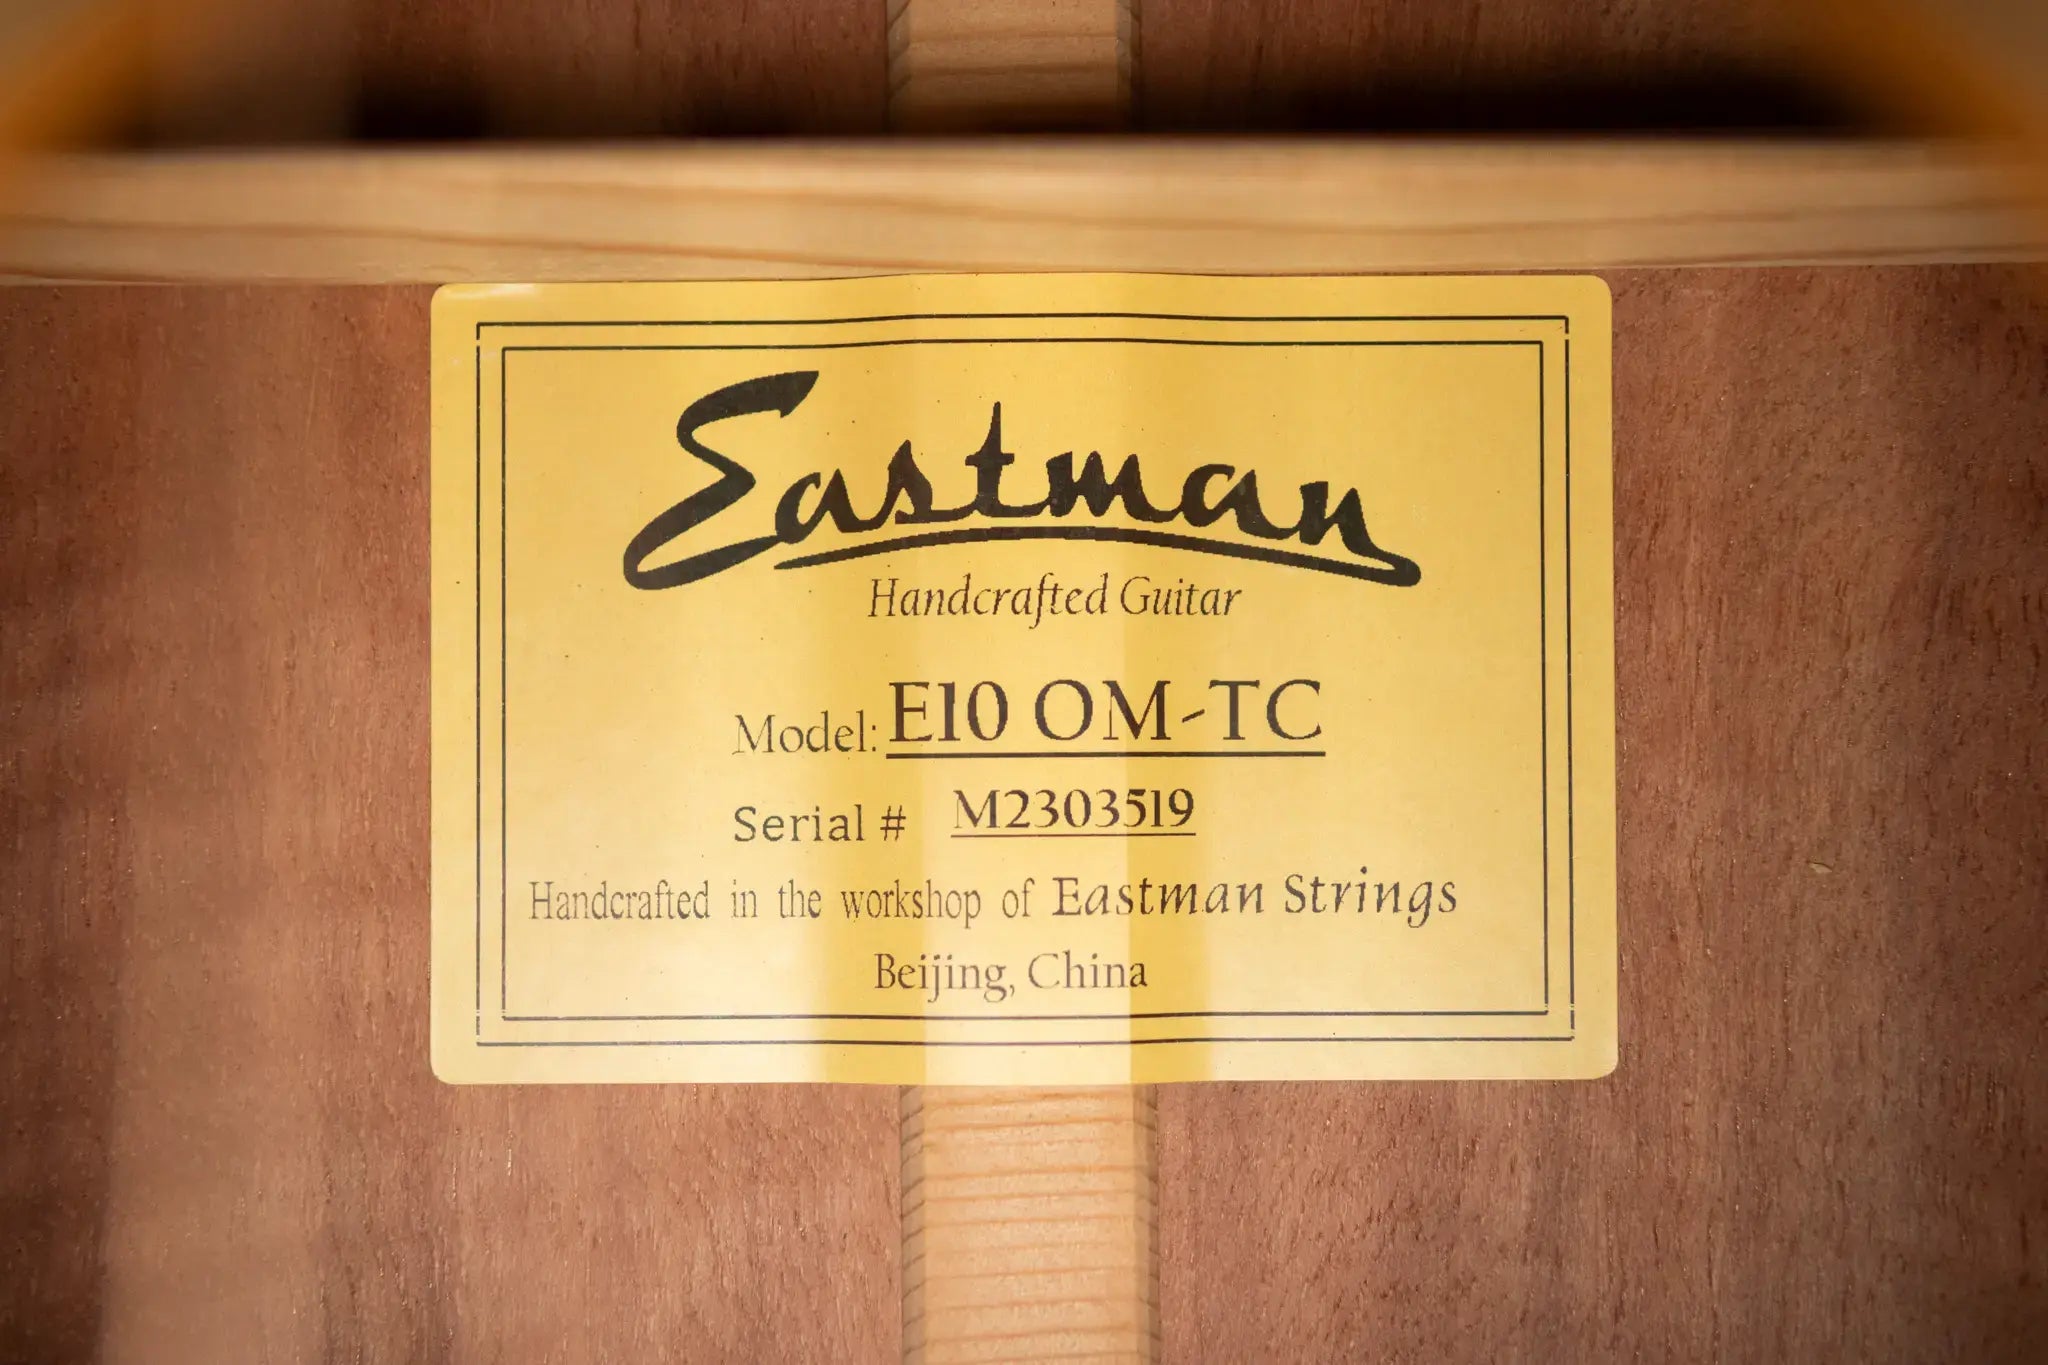 Eastman
Handcrafted Guitar
Model: E10 OM-TC
Serial # M2303519
Handcrafted in the workshop of Eastman Strings
Beijing, China